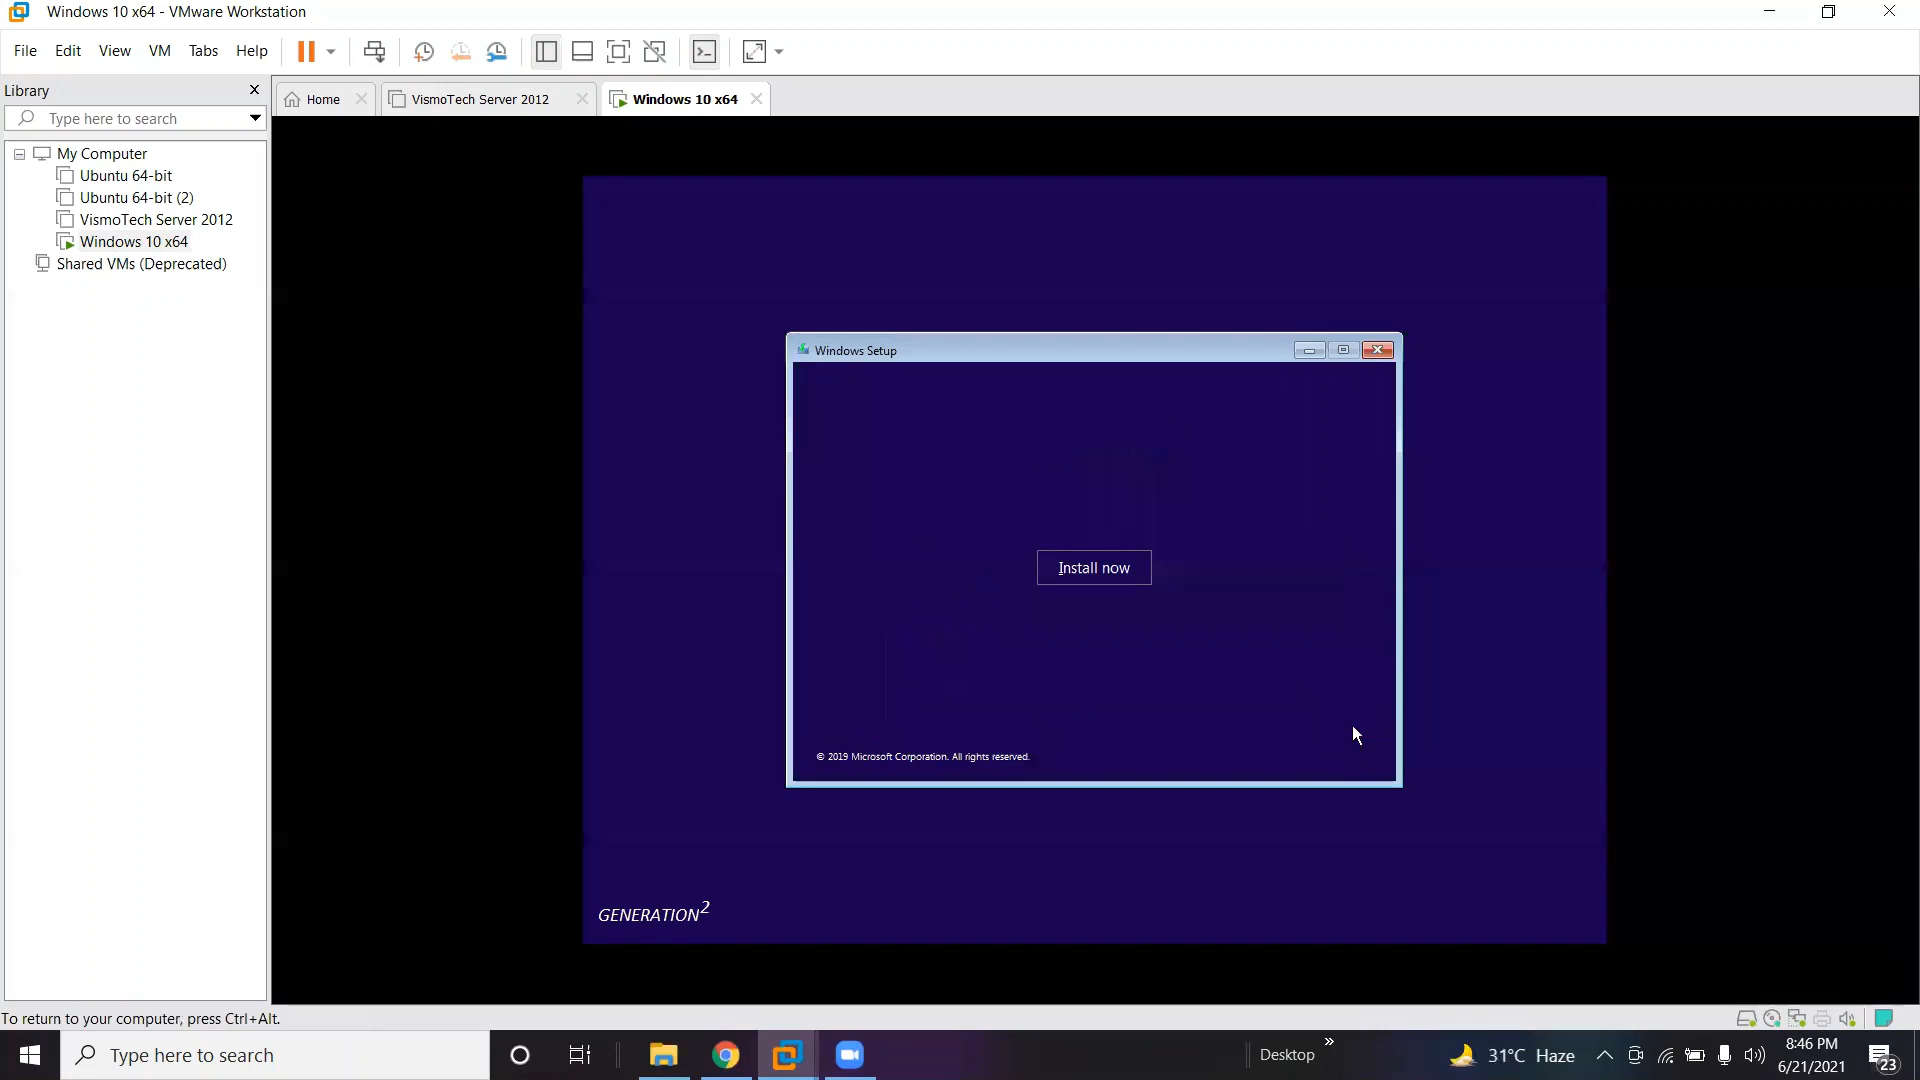 Windows 10 x64 - VMware Workstation
File Edit View VM Tabs Help
Library
Type here to search
Home
VismoTech Server 2012
Windows 10 x64
My Computer
Ubuntu 64-bit
Ubuntu 64-bit (2)
VismoTech Server 2012
Windows 10 x64
Shared VMs (Deprecated)
Windows Setup
Install now
© 2019 Microsoft Corporation. All rights reserved.
GENERATION2
To return to your computer, press Ctrl+Alt.
Type here to search
Desktop
31°C Haze
8:46 PM
6/21/2021
23